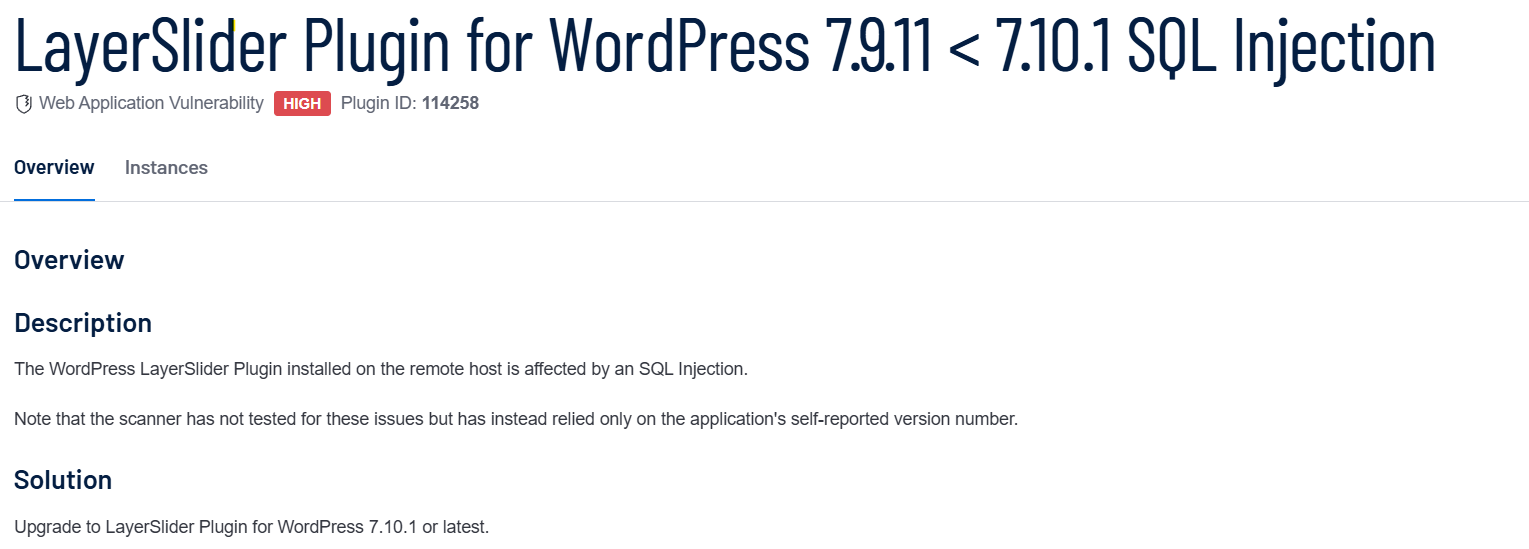 LayerSlider Plugin for WordPress 7.9.11 < 7.10.1 SQL Injection
Web Application Vulnerability HIGH Plugin ID: 114258
Overview Instances
Overview
Description
The WordPress LayerSlider Plugin installed on the remote host is affected by an SQL Injection.
Note that the scanner has not tested for these issues but has instead relied only on the application's self-reported version number.
Solution
Upgrade to LayerSlider Plugin for WordPress 7.10.1 or latest.